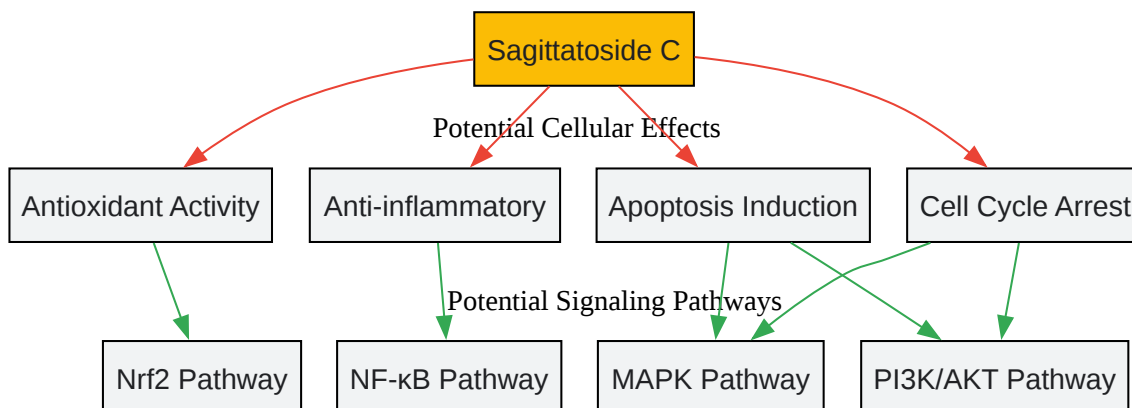 Sagittatoside C
Potential Cellular Effects
Antioxidant Activity
Anti-inflammatory
Apoptosis Induction
Cell Cycle Arrest
Potential Signaling Pathways
Nrf2 Pathway
NF-κB Pathway
MAPK Pathway
PI3K/AKT Pathway